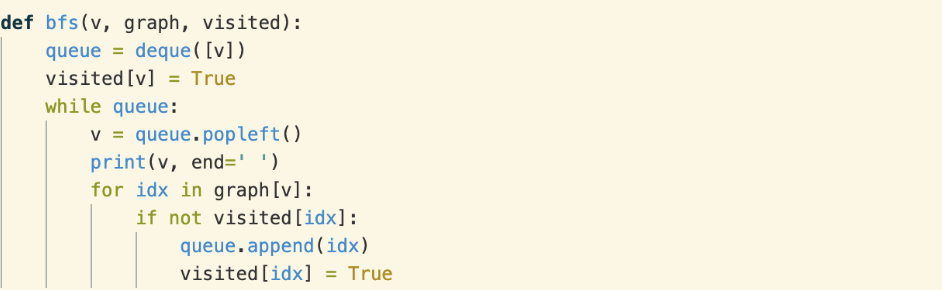 def bfs(v, graph, visited):
    queue = deque([v])
    visited[v] = True
    while queue:
        v = queue.popleft()
        print(v, end=' ')
        for idx in graph[v]:
            if not visited[idx]:
                queue.append(idx)
                visited[idx] = True